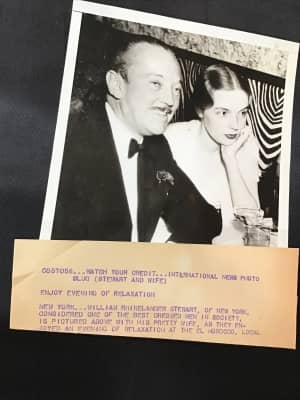 COSTUDE...WATCH YOUR CREDIT...INTERNATIONAL NEWS PHOTO
SLUG (STEWART AND WIFE)
ENJOY EVENING OF RELAXATION
NEW YORK...WILLIAM RHINELANDER STEWART, OF NEW YORK,
CONSIDERED ONE OF THE BEST DRESSED MEN IN SOCIETY,
IS PICTURED ABOVE WITH HIS PRETTY WIFE, AS THEY EN-
JOYED AN EVENING OF RELAXATION AT THE EL MOROCCO, LOCAL